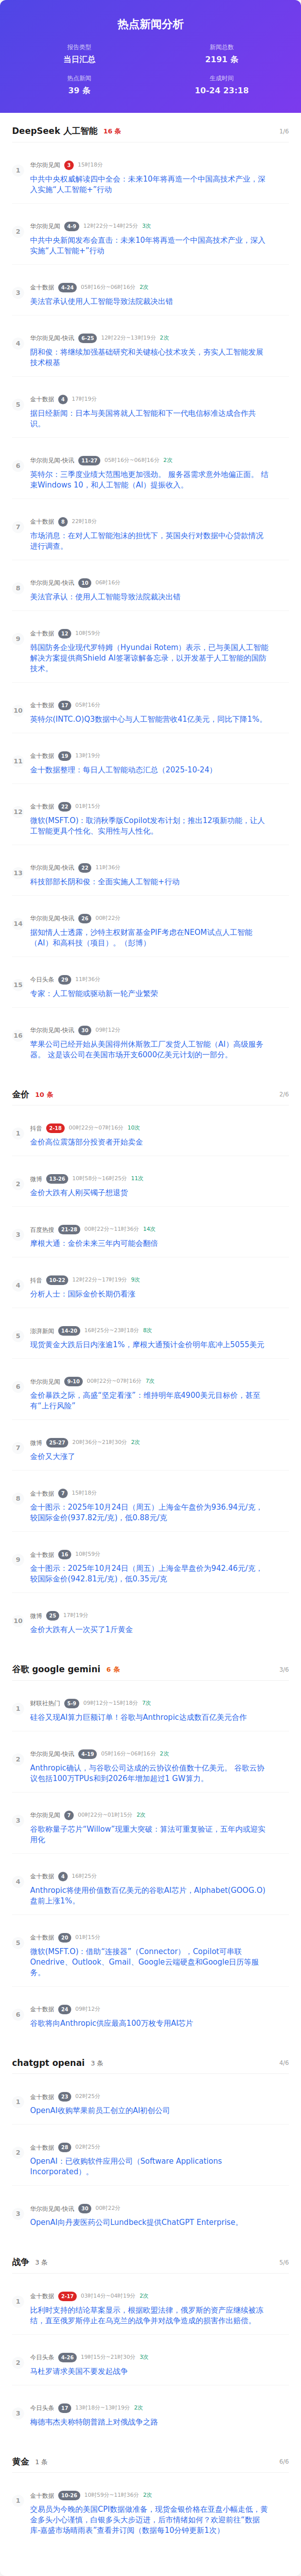 热点新闻分析
报告类型
当日汇总
新闻总数
2191 条
热点新闻
39 条
生成时间
10-24 23:18
DeepSeek 人工智能 16 条 1/6
1
华尔街见闻 3 15时18分
中共中央权威解读四中全会：未来10年将再造一个中国高技术产业，深
入实施“人工智能+”行动
2
华尔街见闻 4-9 12时22分~14时25分 3次
中共中央新闻发布会直击：未来10年将再造一个中国高技术产业，深入
实施“人工智能+”行动
3
金十数据 4-24 05时16分~06时16分 2次
美法官承认使用人工智能导致法院裁决出错
4
华尔街见闻-快讯 6-25 12时22分~13时19分 2次
阴和俊：将继续加强基础研究和关键核心技术攻关，夯实人工智能发展
技术根基
5
金十数据 4 17时19分
据日经新闻：日本与美国将就人工智能和下一代电信标准达成合作共
识。
6
华尔街见闻-快讯 11-27 05时16分~06时16分 2次
英特尔：三季度业绩大范围地更加强劲。 服务器需求意外地偏正面。 结
束Windows 10，和人工智能（AI）提振收入。
7
金十数据 8 22时18分
市场消息：在对人工智能泡沫的担忧下，英国央行对数据中心贷款情况
进行调查。
8
华尔街见闻-快讯 10 06时16分
美法官承认：使用人工智能导致法院裁决出错
9
金十数据 12 10时59分
韩国防务企业现代罗特姆（Hyundai Rotem）表示，已与美国人工智能
解决方案提供商Shield AI签署谅解备忘录，以开发基于人工智能的国防
技术。
10
金十数据 17 05时16分
英特尔(INTC.O)Q3数据中心与人工智能营收41亿美元，同比下降1%。
11
金十数据 19 13时19分
金十数据整理：每日人工智能动态汇总（2025-10-24）
12
金十数据 22 01时15分
微软(MSFT.O)：取消秋季版Copilot发布计划；推出12项新功能，让人
工智能更具个性化、实用性与人性化。
13
华尔街见闻-快讯 22 11时36分
科技部部长阴和俊：全面实施人工智能+行动
14
华尔街见闻-快讯 26 00时22分
据知情人士透露，沙特主权财富基金PIF考虑在NEOM试点人工智能
（AI）和高科技（项目）。（彭博）
15
今日头条 29 11时36分
专家：人工智能或驱动新一轮产业繁荣
16
华尔街见闻-快讯 30 09时12分
苹果公司已经开始从美国得州休斯敦工厂发货人工智能（AI）高级服务
器。 这是该公司在美国市场开支6000亿美元计划的一部分。
金价 10 条 2/6
1
抖音 2-18 00时22分~07时16分 10次
金价高位震荡部分投资者开始卖金
2
微博 13-26 10时58分~16时25分 11次
金价大跌有人刚买镯子想退货
3
百度热搜 21-28 00时22分~11时36分 14次
摩根大通：金价未来三年内可能会翻倍
4
抖音 10-22 12时22分~17时19分 9次
分析人士：国际金价长期仍看涨
5
澎湃新闻 14-20 16时25分~23时18分 8次
现货黄金大跌后日内涨逾1%，摩根大通预计金价明年底冲上5055美元
6
华尔街见闻 9-10 00时22分~07时16分 7次
金价暴跌之际，高盛“坚定看涨”：维持明年底4900美元目标价，甚至
有“上行风险”
7
微博 25-27 20时36分~21时30分 2次
金价又大涨了
8
金十数据 7 15时18分
金十图示：2025年10月24日（周五）上海金午盘价为936.94元/克，
较国际金价(937.82元/克)，低0.88元/克
9
金十数据 16 10时59分
金十图示：2025年10月24日（周五）上海金早盘价为942.46元/克，
较国际金价(942.81元/克)，低0.35元/克
10
微博 25 17时19分
金价大跌有人一次买了1斤黄金
谷歌 google gemini 6 条 3/6
1
财联社热门 5-9 09时12分~15时18分 7次
硅谷又现AI算力巨额订单！谷歌与Anthropic达成数百亿美元合作
2
华尔街见闻-快讯 4-19 05时16分~06时16分 2次
Anthropic确认，与谷歌公司达成的云协议价值数十亿美元。 谷歌云协
议包括100万TPUs和到2026年增加超过1 GW算力。
3
华尔街见闻 7 00时22分~01时15分 2次
谷歌称量子芯片“Willow”现重大突破：算法可重复验证，五年内或迎实
用化
4
金十数据 4 16时25分
Anthropic将使用价值数百亿美元的谷歌AI芯片，Alphabet(GOOG.O)
盘前上涨1%。
5
金十数据 20 01时15分
微软(MSFT.O)：借助“连接器”（Connector），Copilot可串联
Onedrive、Outlook、Gmail、Google云端硬盘和Google日历等服
务。
6
金十数据 24 09时12分
谷歌将向Anthropic供应最高100万枚专用AI芯片
chatgpt openai 3 条 4/6
1
金十数据 23 02时25分
OpenAI收购苹果前员工创立的AI初创公司
2
金十数据 28 02时25分
OpenAI：已收购软件应用公司（Software Applications
Incorporated）。
3
华尔街见闻-快讯 30 00时22分
OpenAI向丹麦医药公司Lundbeck提供ChatGPT Enterprise。
战争 3 条 5/6
1
金十数据 2-17 03时14分~04时19分 2次
比利时支持的结论草案显示，根据欧盟法律，俄罗斯的资产应继续被冻
结，直至俄罗斯停止在乌克兰的战争并对战争造成的损害作出赔偿。
2
今日头条 4-26 19时15分~21时30分 3次
马杜罗请求美国不要发起战争
3
今日头条 17 13时18分~13时19分 2次
梅德韦杰夫称特朗普踏上对俄战争之路
黄金 1 条 6/6
1
金十数据 10-26 10时59分~11时36分 2次
交易员为今晚的美国CPI数据做准备，现货金银价格在亚盘小幅走低，黄
金多头小心谨慎，白银多头大步迈进，后市情绪如何？欢迎前往“数据
库-嘉盛市场晴雨表”查看并订阅（数据每10分钟更新1次）